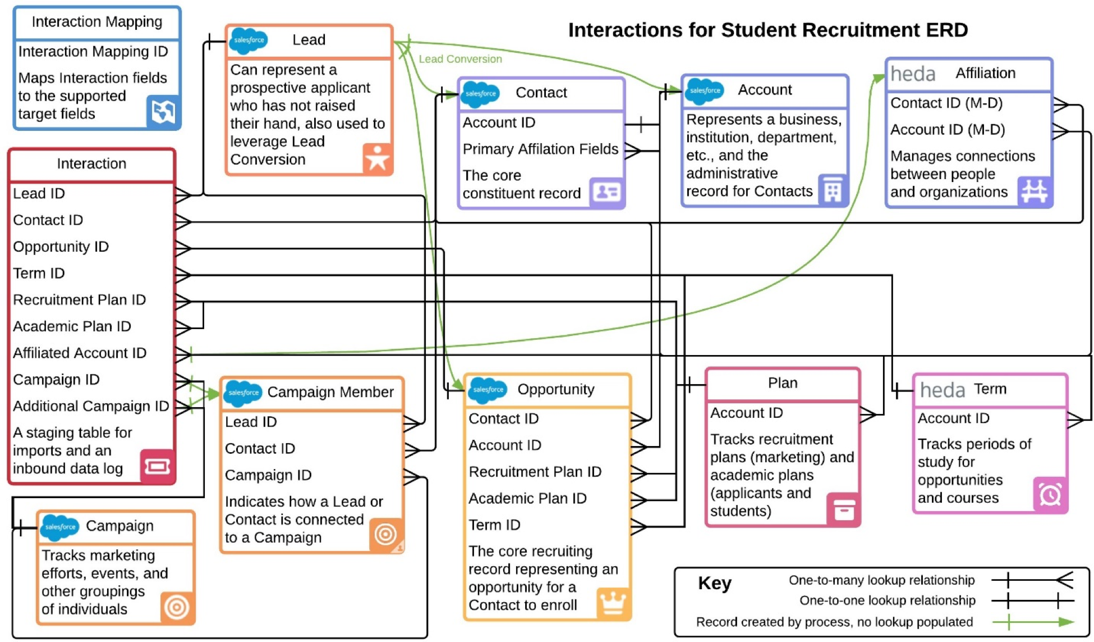 Interactions for Student Recruitment ERD
Interaction Mapping
Interaction Mapping ID
Maps Interaction fields
to the supported
target fields
salesforce
Lead
Can represent a
prospective applicant
who has not raised
their hand, also used to
leverage Lead
Conversion
Lead Conversion
salesforce
Contact
Account ID
Primary Affilation Fields
The core
constituent record
salesforce
Account
Represents a business,
institution, department,
etc., and the
administrative
record for Contacts
heda
Affiliation
Contact ID (M-D)
Account ID (M-D)
Manages connections
between people
and organizations
Interaction
Lead ID
Contact ID
Opportunity ID
Term ID
Recruitment Plan ID
Academic Plan ID
Affiliated Account ID
Campaign ID
Additional Campaign ID
A staging table for
imports and an
inbound data log
salesforce
Campaign Member
Lead ID
Contact ID
Campaign ID
Indicates how a Lead or
Contact is connected
to a Campaign
salesforce
Opportunity
Contact ID
Account ID
Recruitment Plan ID
Academic Plan ID
Term ID
The core recruiting
record representing an
opportunity for a
Contact to enroll
Plan
Account ID
Tracks recruitment
plans (marketing) and
academic plans
(applicants and
students)
heda
Term
Account ID
Tracks periods of
study for
opportunities
and courses
salesforce
Campaign
Tracks marketing
efforts, events, and
other groupings
of individuals
Key
One-to-many lookup relationship
One-to-one lookup relationship
Record created by process, no lookup populated